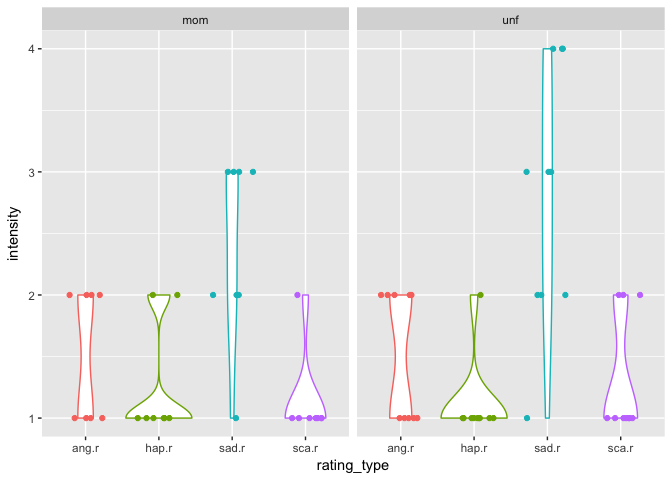 mom unf
4
3
2
1
intensity
ang.r hap.r sad.r sca.r ang.r hap.r sad.r sca.r
rating_type